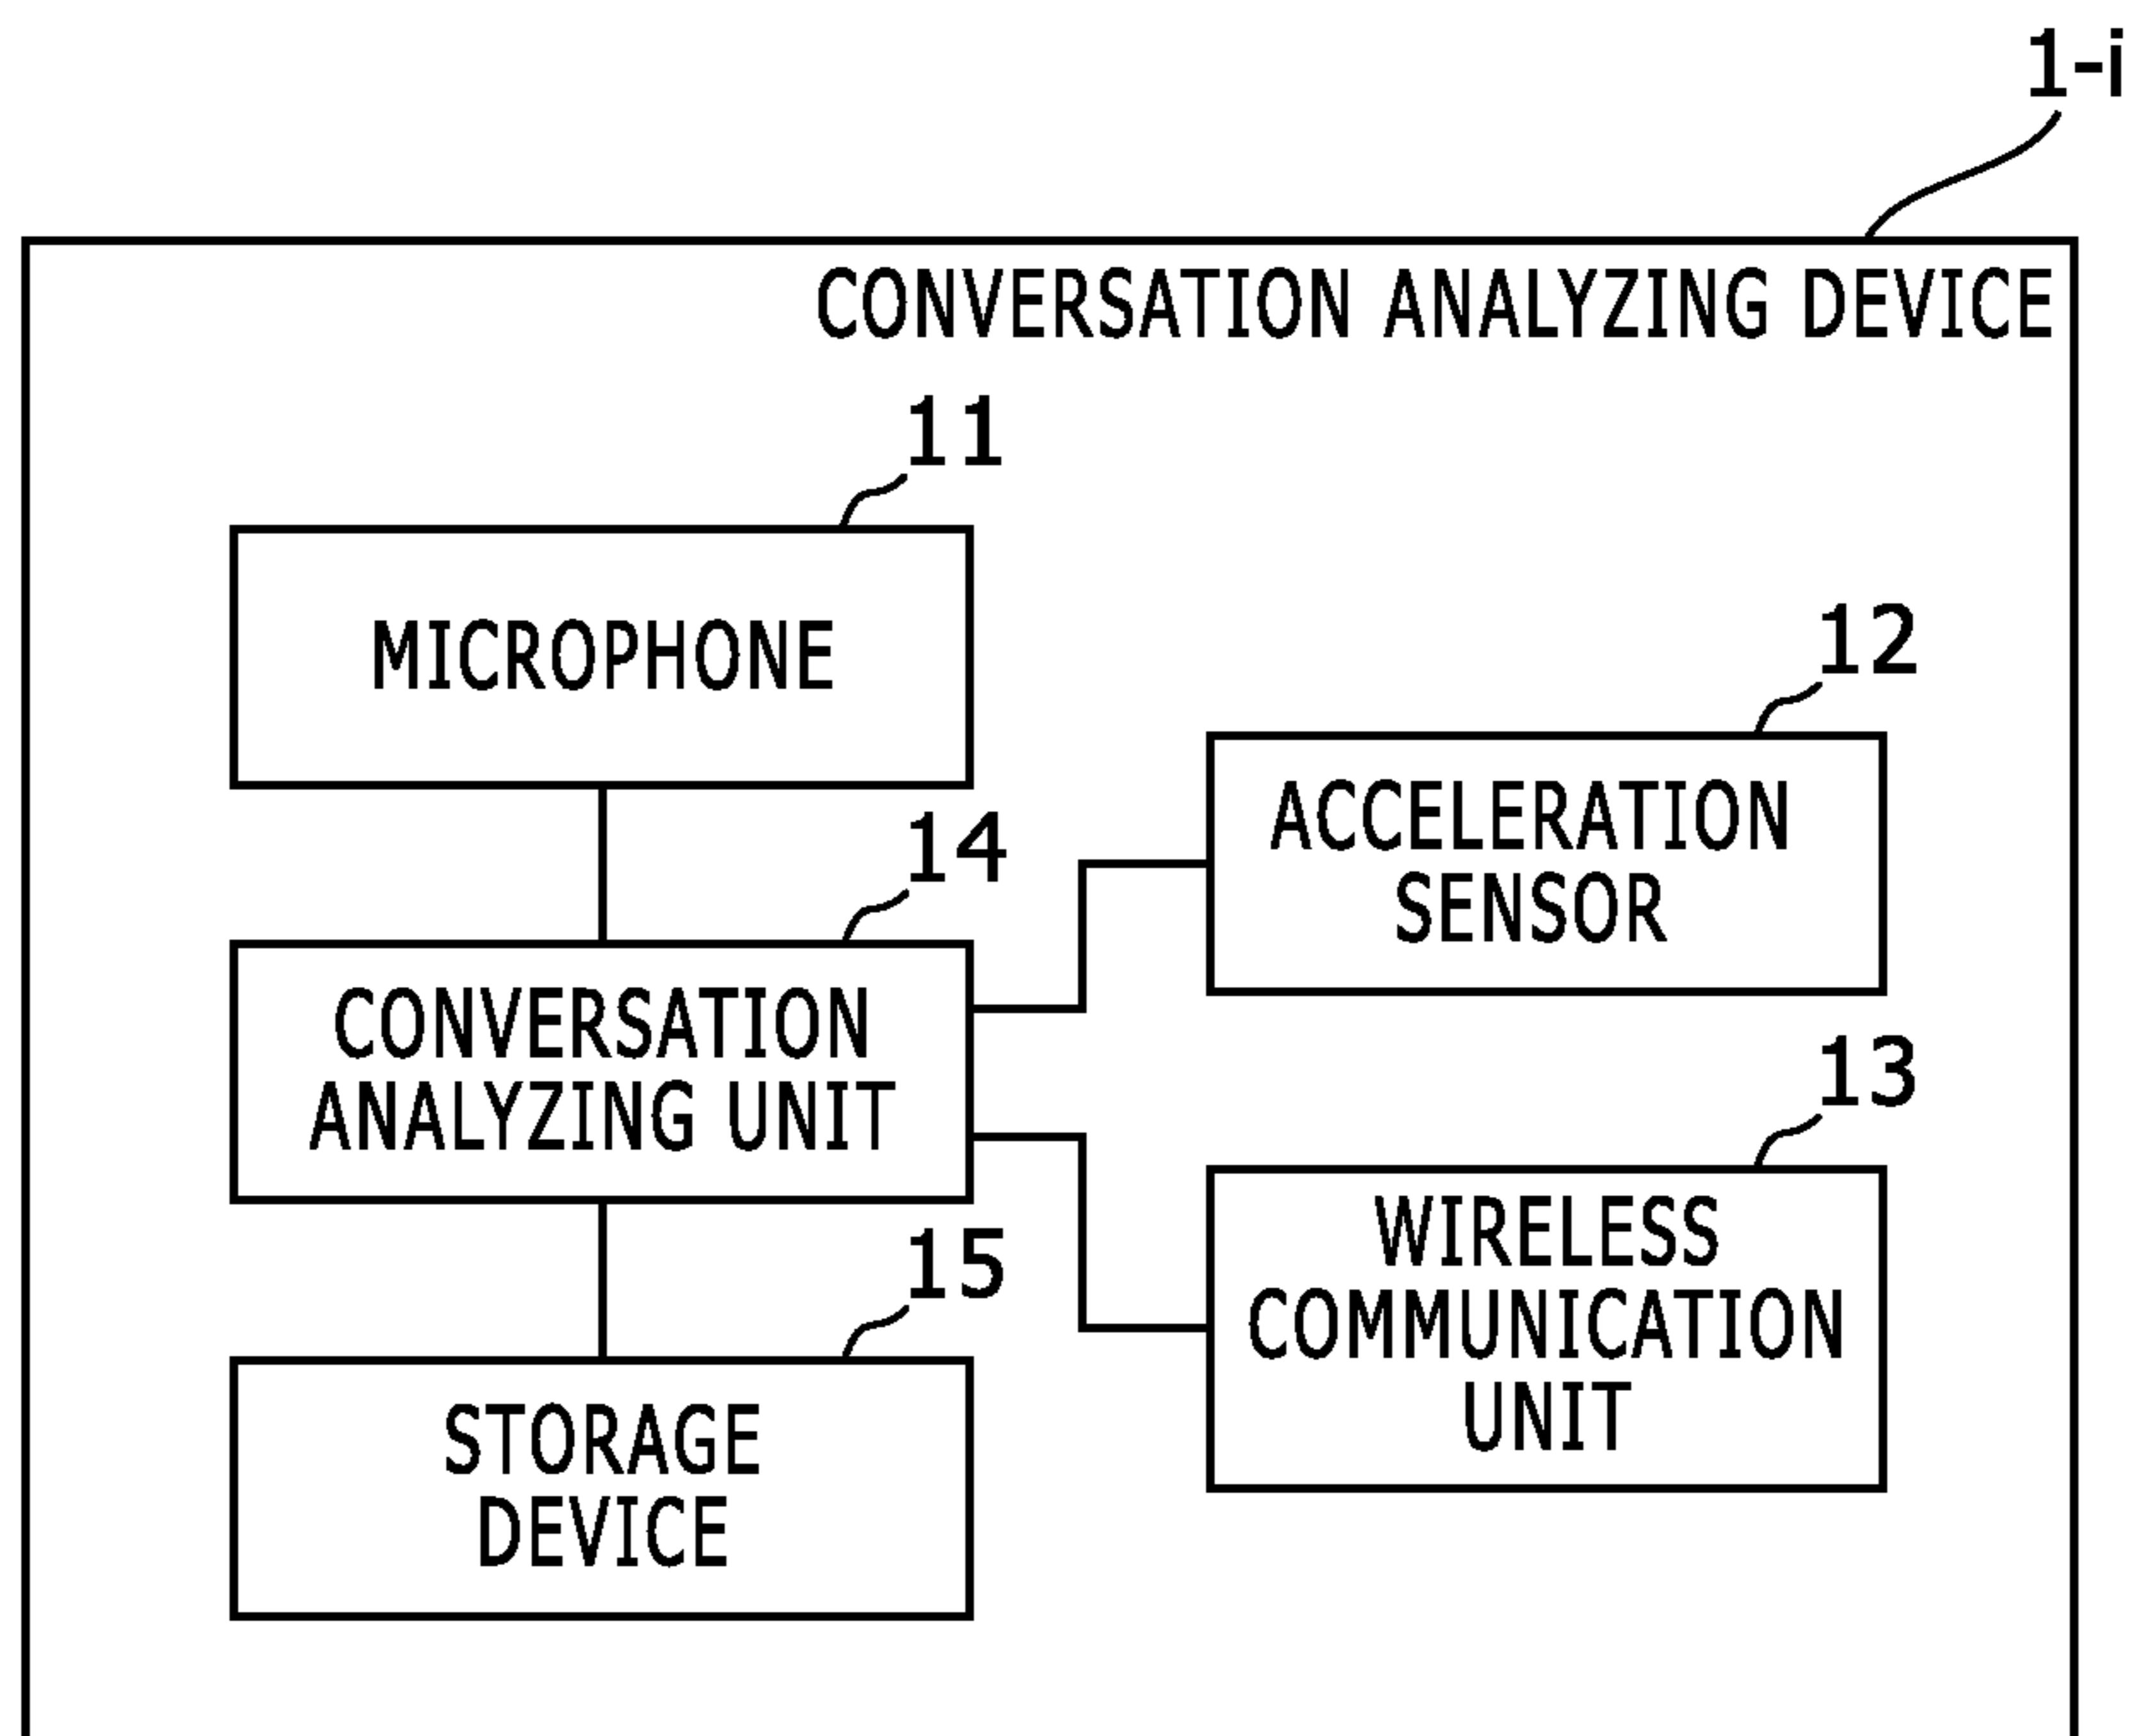 1-i
CONVERSATION ANALYZING DEVICE
11
MICROPHONE
12
ACCELERATION
SENSOR
14
CONVERSATION
ANALYZING UNIT
13
WIRELESS
COMMUNICATION
UNIT
15
STORAGE
DEVICE